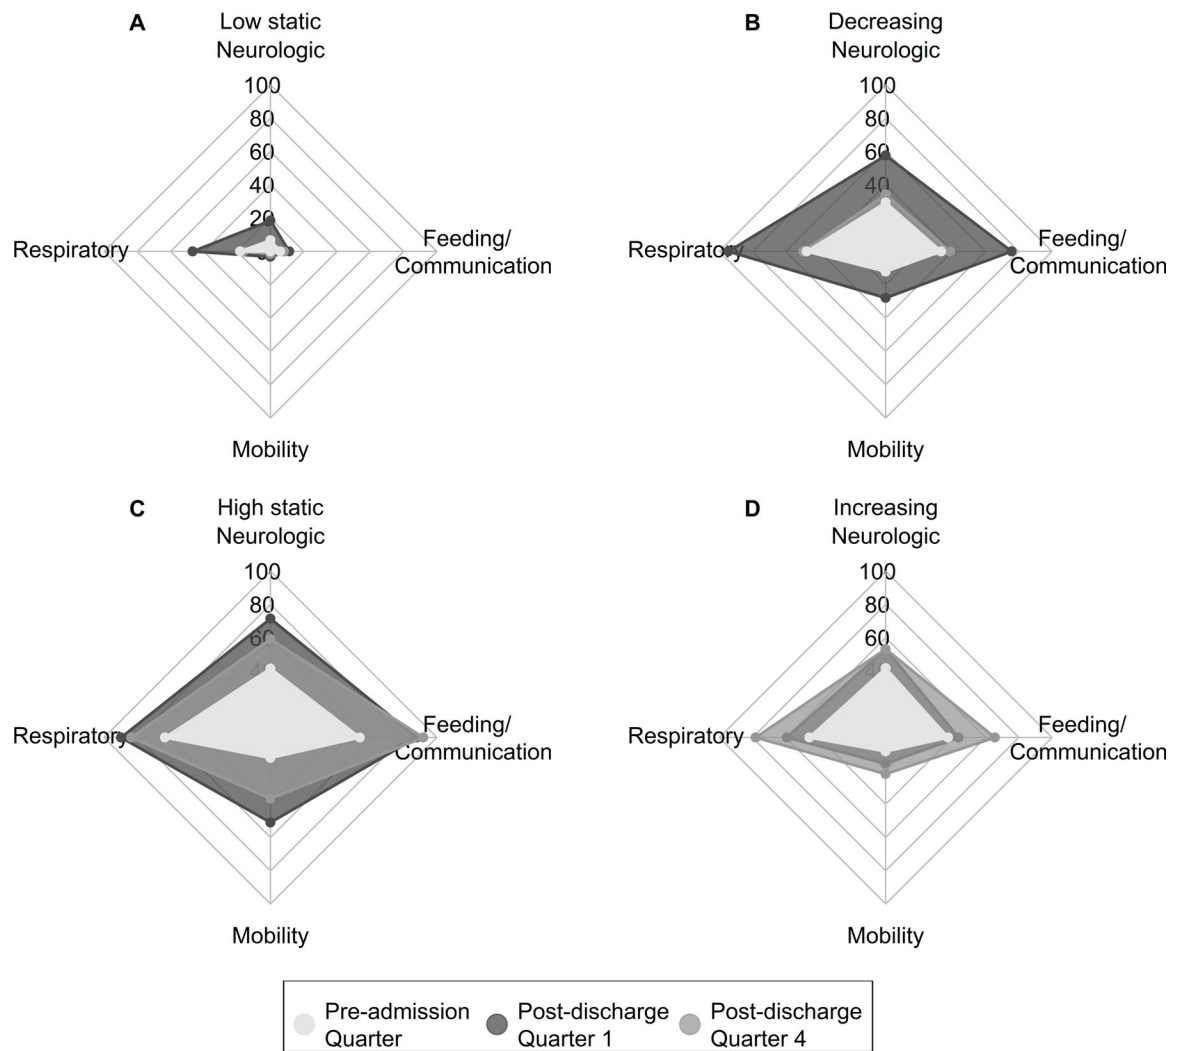 A
Low static
Neurologic
100
80
60
40
20
Respiratory
Feeding/
Communication
Mobility
B
Decreasing
Neurologic
100
80
60
40
Respiratory
Feeding/
Communication
Mobility
C
High static
Neurologic
100
80
60
Respiratory
Feeding/
Communication
Mobility
D
Increasing
Neurologic
100
80
60
Respiratory
Feeding/
Communication
Mobility
Pre-admission
Quarter
Post-discharge
Quarter 1
Post-discharge
Quarter 4